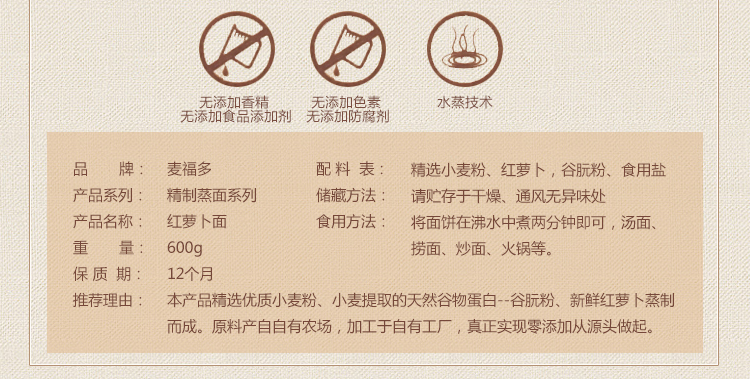 无添加香精 无添加色素 水蒸技术
无添加食品添加剂 无添加防腐剂
品 牌： 麦福多 配 料 表： 精选小麦粉、红萝卜，谷朊粉、食用盐
产品系列： 精制蒸面系列 储藏方法： 请贮存于干燥、通风无异味处
产品名称： 红萝卜面 食用方法： 将面饼在沸水中煮两分钟即可，汤面、
重 量： 600g 捞面、炒面、火锅等。
保 质 期： 12个月
推荐理由： 本产品精选优质小麦粉、小麦提取的天然谷物蛋白--谷朊粉、新鲜红萝卜蒸制
而成。原料产自自有农场，加工于自有工厂，真正实现零添加从源头做起。